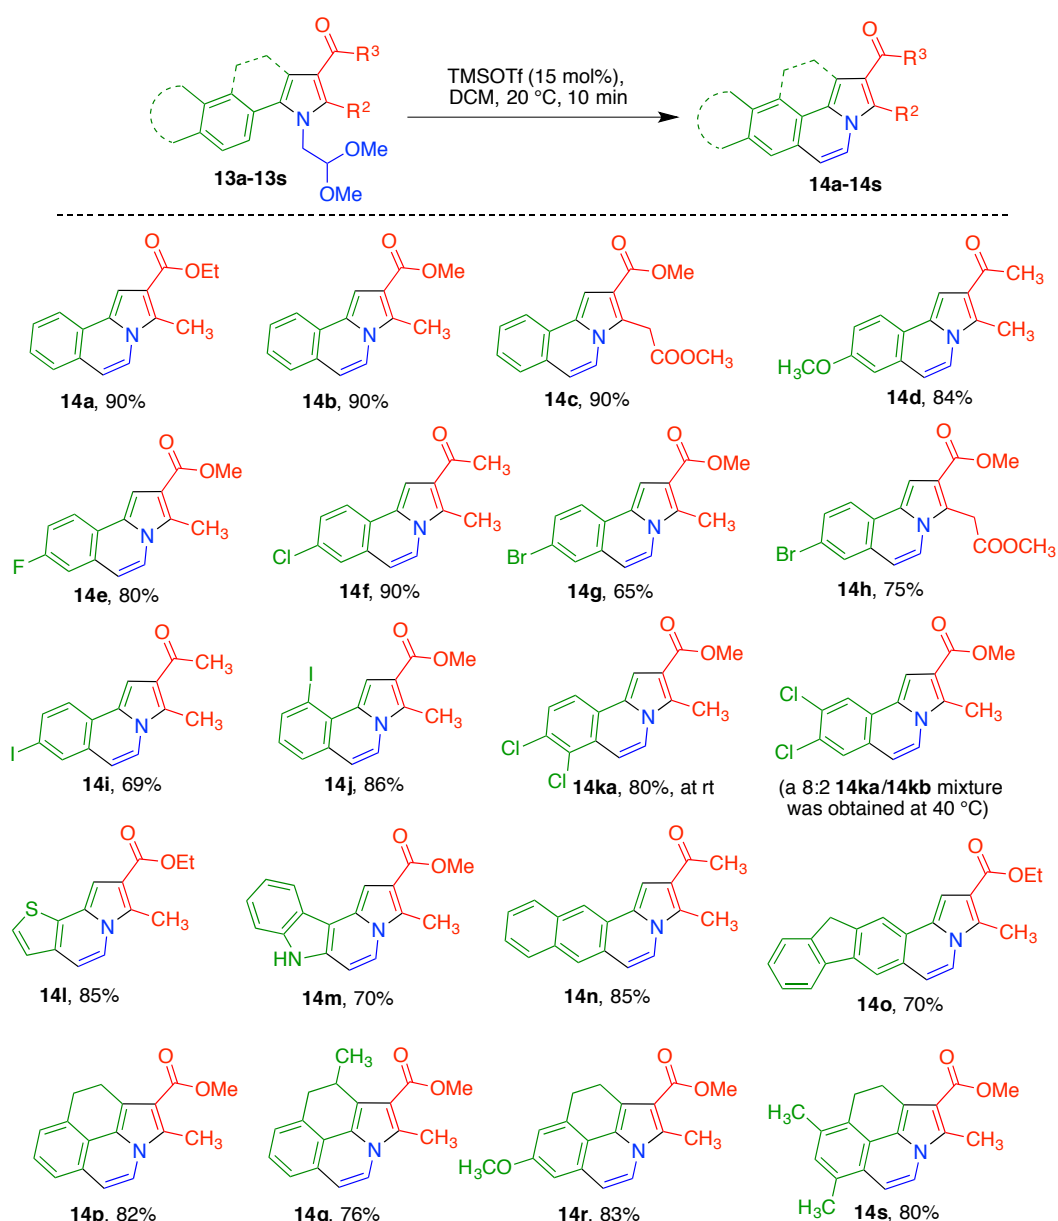 O
R³
R²
N
OMe
OMe
13a-13s
TMSOTf (15 mol%),
DCM, 20 °C, 10 min
O
R³
R²
N
14a-14s
O
OEt
CH₃
N
14a, 90%
O
OMe
CH₃
N
14b, 90%
O
OMe
N
COOCH₃
14c, 90%
O
CH₃
CH₃
N
H₃CO
14d, 84%
O
OMe
CH₃
N
F
14e, 80%
O
CH₃
CH₃
N
Cl
14f, 90%
O
OMe
CH₃
N
Br
14g, 65%
O
OMe
N
Br
COOCH₃
14h, 75%
O
CH₃
CH₃
N
I
14i, 69%
O
OMe
I
CH₃
N
14j, 86%
O
OMe
CH₃
N
Cl
Cl
14ka, 80%, at rt
O
OMe
Cl
CH₃
N
Cl
(a 8:2 14ka/14kb mixture
was obtained at 40 °C)
O
OEt
S
CH₃
N
14l, 85%
O
OMe
CH₃
N
HN
14m, 70%
O
CH₃
CH₃
N
14n, 85%
O
OEt
CH₃
N
14o, 70%
O
OMe
CH₃
N
14p, 82%
CH₃
O
OMe
CH₃
N
14q, 76%
O
OMe
CH₃
N
H₃CO
14r, 83%
O
OMe
H₃C
CH₃
N
H₃C
14s, 80%